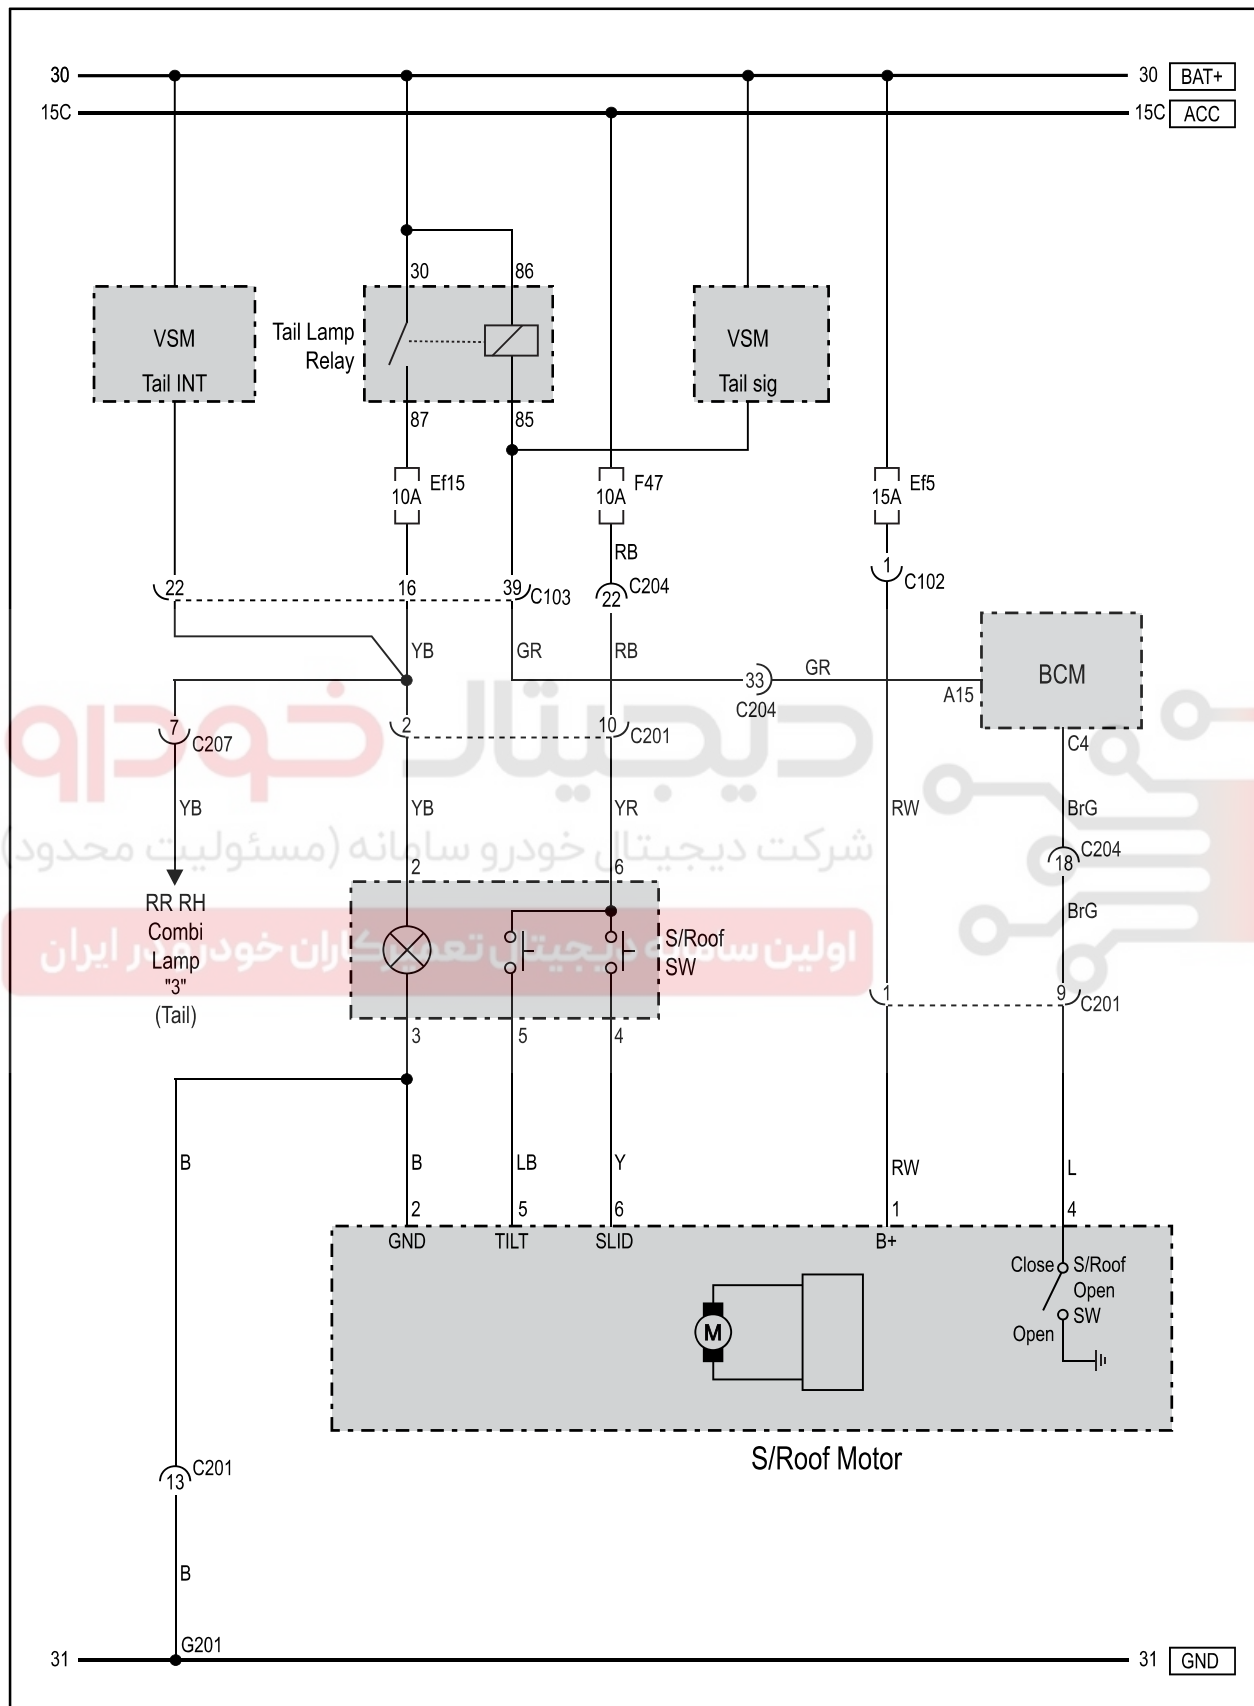 30
30 BAT+
15C
15C ACC
30
86
VSM
Tail INT
Tail Lamp
Relay
VSM
Tail sig
87
85
Ef15
10A
F47
10A
Ef5
15A
RB
1
C102
22
16
39
C103
C204
22
YB
GR
RB
33
C204
GR
A15
BCM
C4
دیجیتال خودرو
7
C207
2
10
C201
YB
YB
YR
RW
BrG
شرکت دیجیتال خودرو سامانه (مسئولیت محدود)
C204
18
2
6
RR RH
Combi
Lamp
"3"
(Tail)
BrG
S/Roof
SW
اولین سامانه دیجیتال تعمیرکاران خودرو در ایران
1
9
C201
3
5
4
B
B
LB
Y
RW
L
2
5
6
1
4
GND
TILT
SLID
B+
Close
S/Roof
Open
SW
Open
M
S/Roof Motor
C201
13
B
G201
31
31 GND